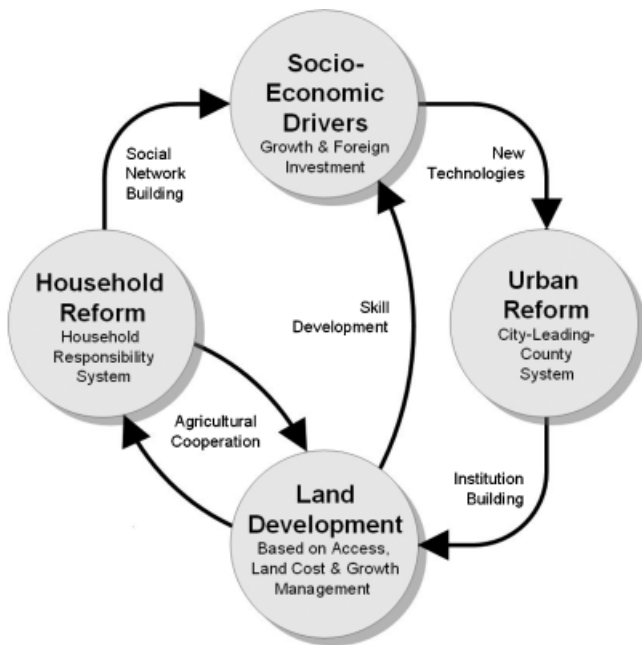 Socio-
Economic
Drivers
Growth & Foreign
Investment
Social
Network
Building
New
Technologies
Household
Reform
Household
Responsibility
System
Skill
Development
Urban
Reform
City-Leading-
County
System
Agricultural
Cooperation
Institution
Building
Land
Development
Based on Access,
Land Cost & Growth
Management